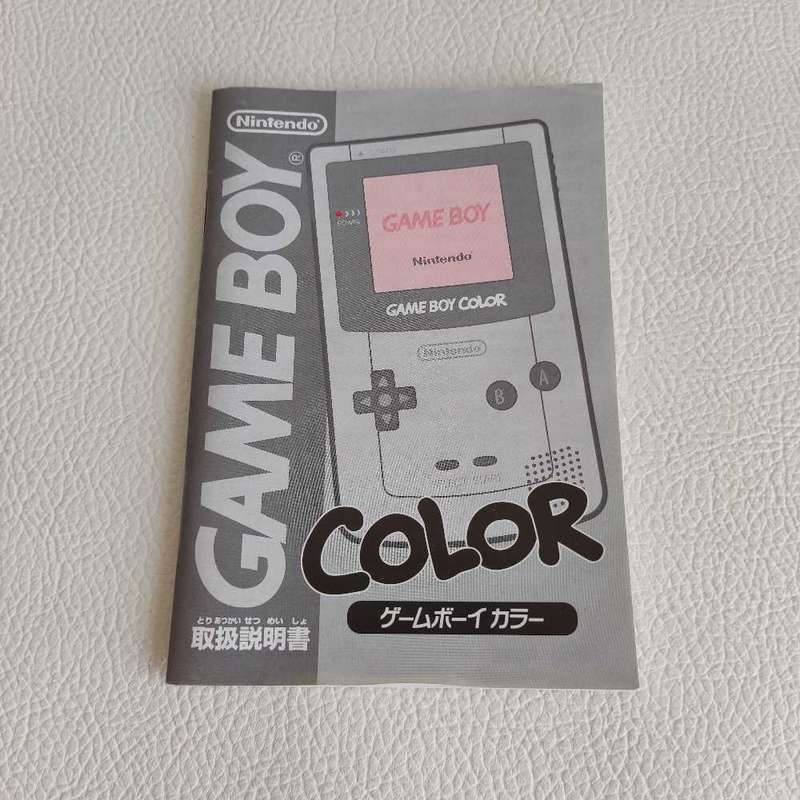 Nintendo®
GAME BOY®
POWER
GAME BOY
Nintendo
GAME BOY COLOR
Nintendo
B
A
COLOR
ゲームボーイカラー
とりあつかいせつめいしょ
取扱説明書